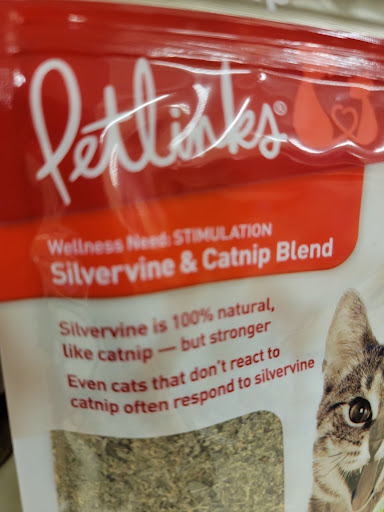 Petlinks®
Wellness Need: STIMULATION
Silvervine & Catnip Blend
Silvervine is 100% natural,
like catnip — but stronger
Even cats that don't react to
catnip often respond to silvervine